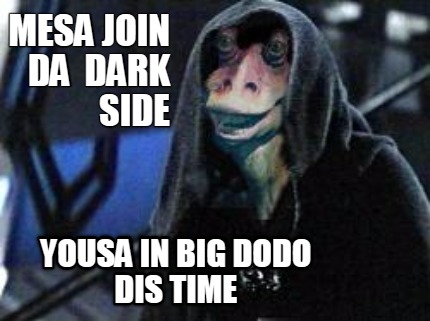 MESA JOIN
DA DARK
SIDE
YOUSA IN BIG DODO
DIS TIME